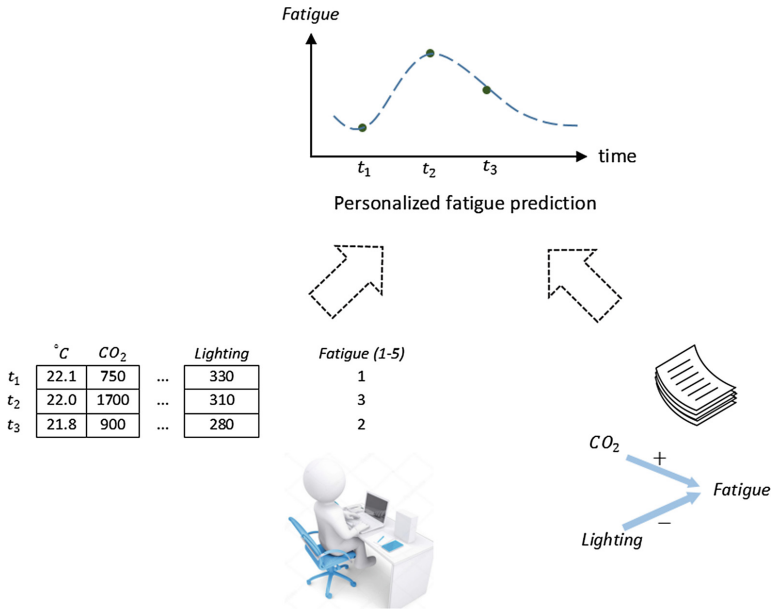 Fatigue
time
t₁ t₂ t₃
Personalized fatigue prediction
°C CO₂ Lighting Fatigue (1-5)
t₁ 22.1 750 ... 330 1
t₂ 22.0 1700 ... 310 3
t₃ 21.8 900 ... 280 2
CO₂
+
Fatigue
−
Lighting